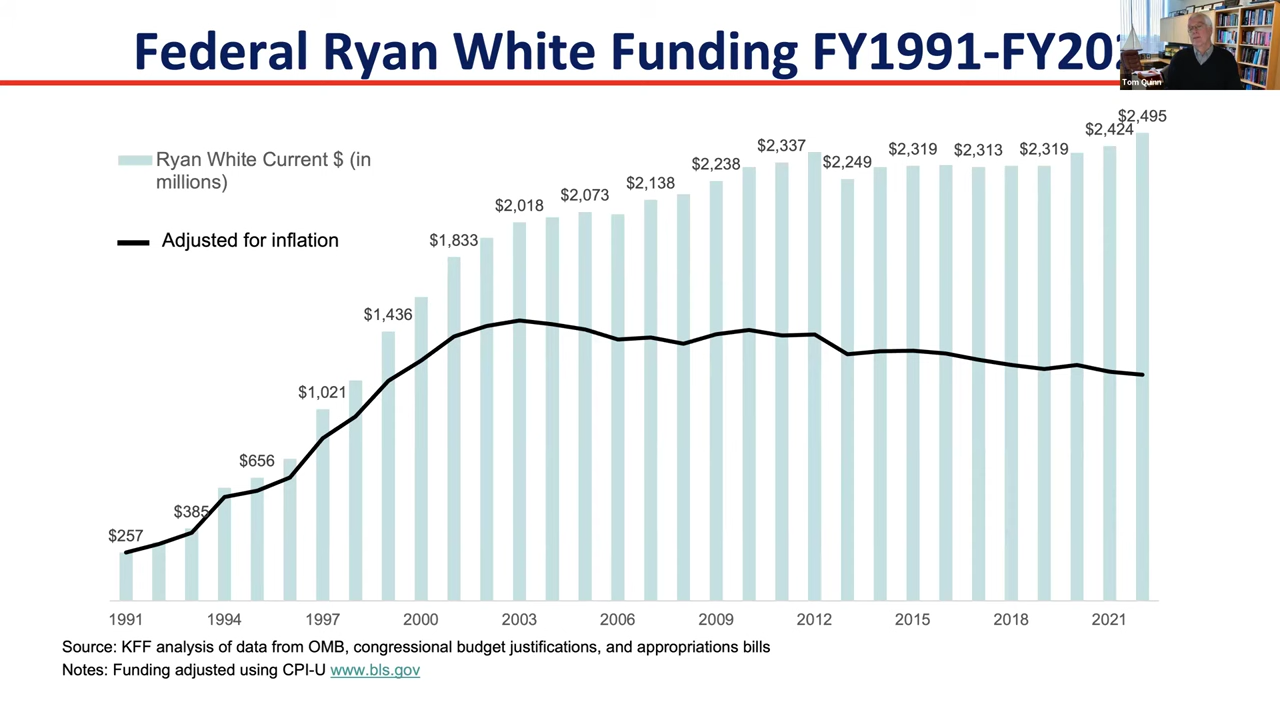 Federal Ryan White Funding FY1991-FY202
Tom Quinn
Ryan White Current $ (in
millions)
Adjusted for inflation
$257
$385
$656
$1,021
$1,436
$1,833
$2,018
$2,073
$2,138
$2,238
$2,337
$2,249
$2,319
$2,313
$2,319
$2,424
$2,495
1991 1994 1997 2000 2003 2006 2009 2012 2015 2018 2021
Source: KFF analysis of data from OMB, congressional budget justifications, and appropriations bills
Notes: Funding adjusted using CPI-U www.bls.gov